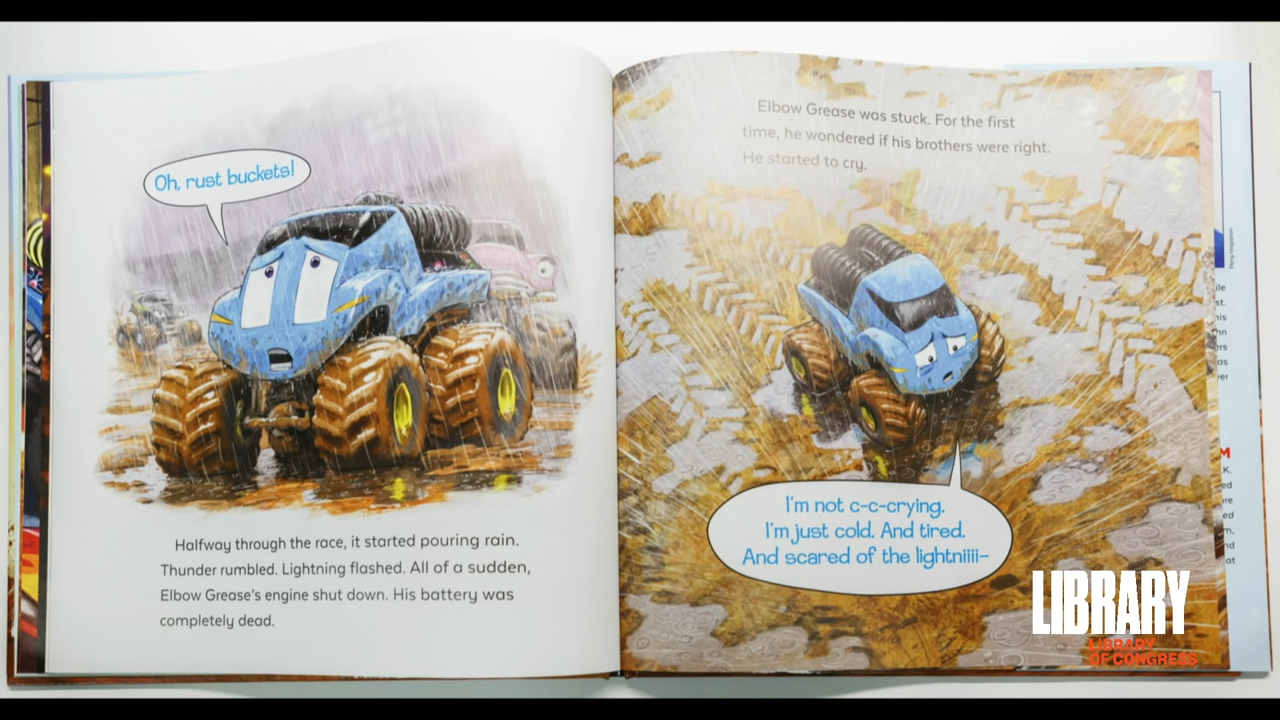 Oh, rust buckets!
Halfway through the race, it started pouring rain.
Thunder rumbled. Lightning flashed. All of a sudden,
Elbow Grease's engine shut down. His battery was
completely dead.
Elbow Grease was stuck. For the first
time, he wondered if his brothers were right.
He started to cry.
I'm not c-c-crying.
I'm just cold. And tired.
And scared of the lightniiii–
LIBRARY
LIBRARY
OF CONGRESS